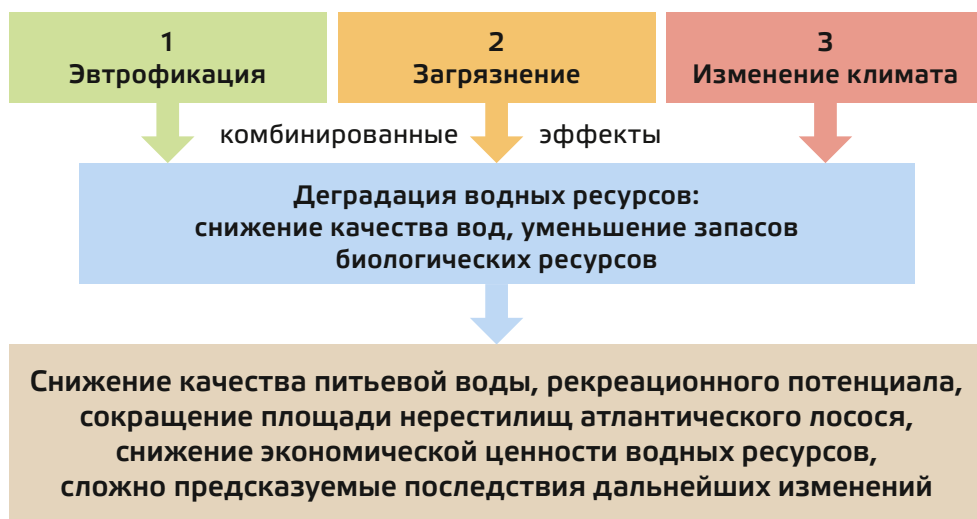 1
Эвтрофикация
2
Загрязнение
3
Изменение климата
комбинированные эффекты
Деградация водных ресурсов:
снижение качества вод, уменьшение запасов
биологических ресурсов
Снижение качества питьевой воды, рекреационного потенциала,
сокращение площади нерестилищ атлантического лосося,
снижение экономической ценности водных ресурсов,
сложно предсказуемые последствия дальнейших изменений